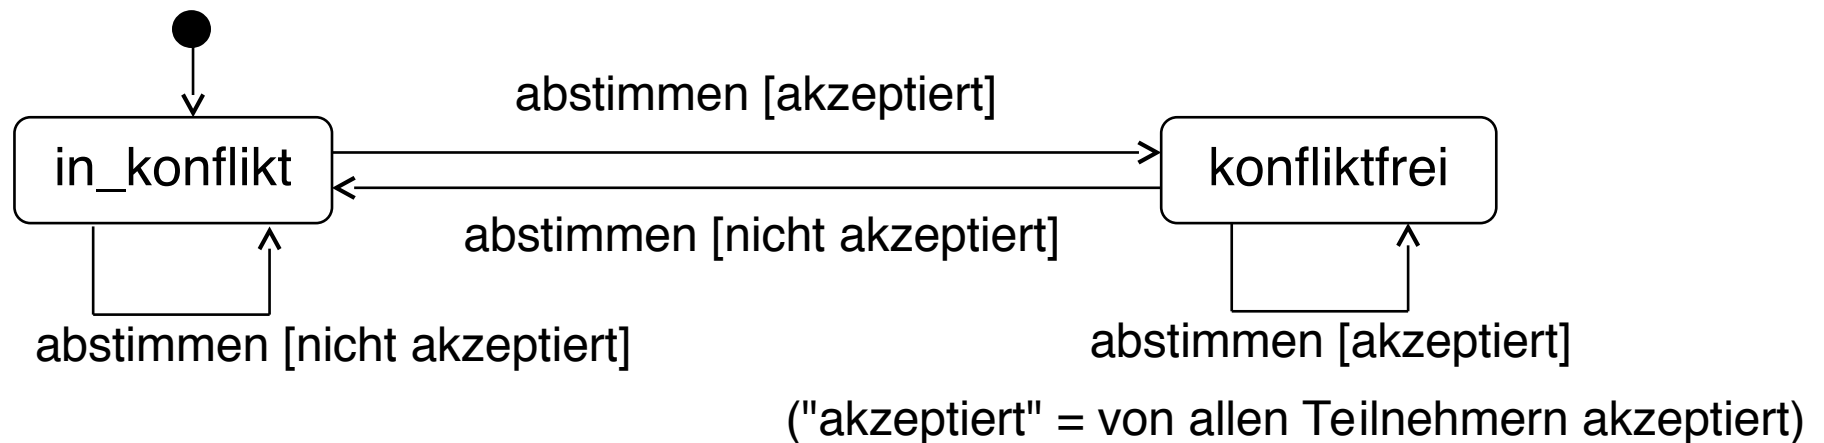 abstimmen [akzeptiert]
in_konflikt
konfliktfrei
abstimmen [nicht akzeptiert]
abstimmen [nicht akzeptiert]
abstimmen [akzeptiert]
("akzeptiert" = von allen Teilnehmern akzeptiert)